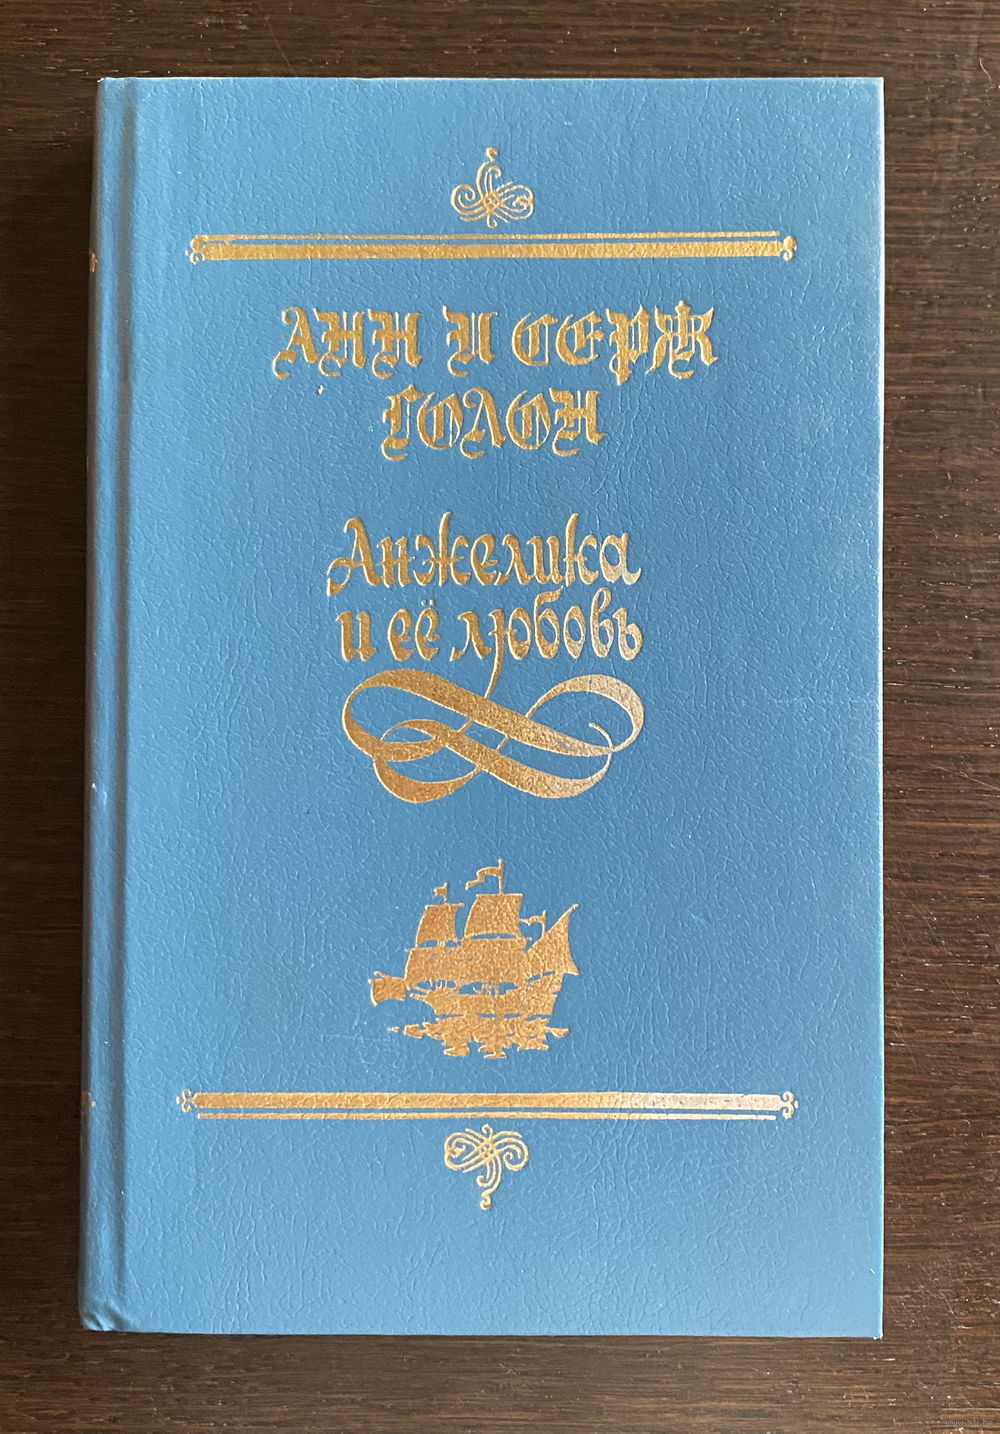 АНН И СЕРЖ
ГОЛОН
Анжелика
и её любовь